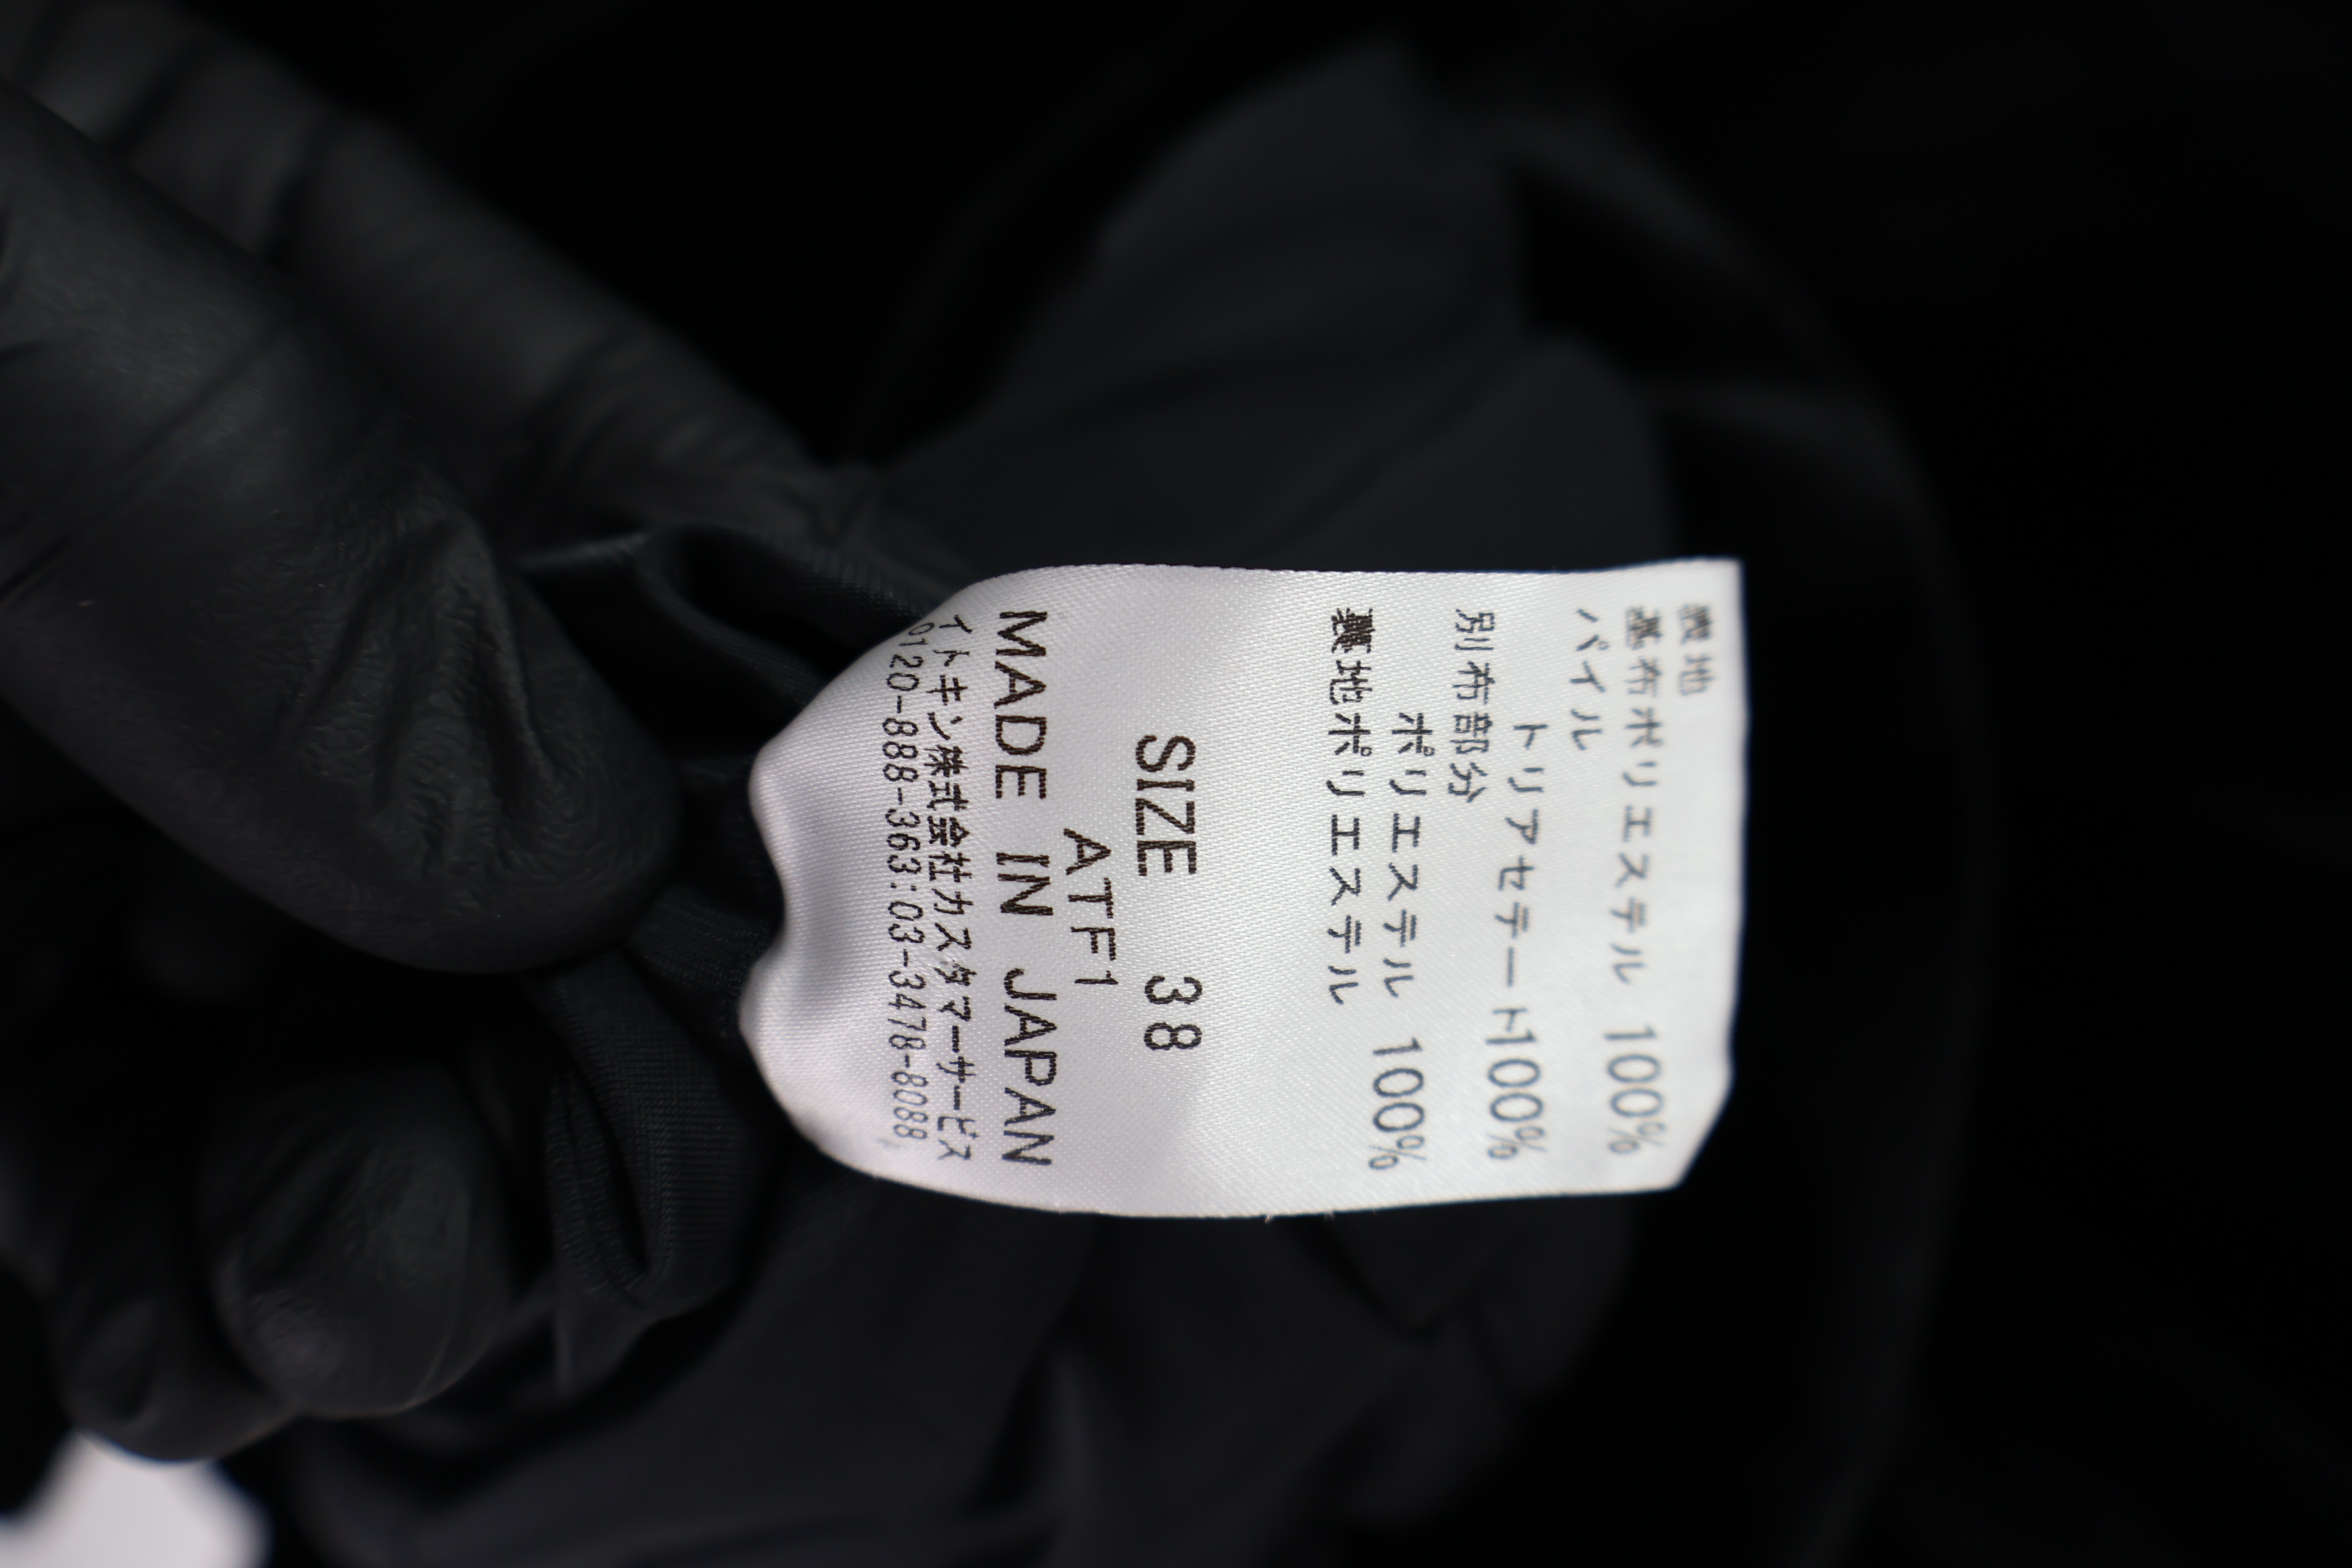 表地
基布ポリエステル 100%
パイル
トリアセテート100%
別布部分
ポリエステル 100%
裏地ポリエステル
SIZE 38
ATF1
MADE IN JAPAN
イトキン株式会社カスタマーサービス
0120-888-363:03-3478-8088